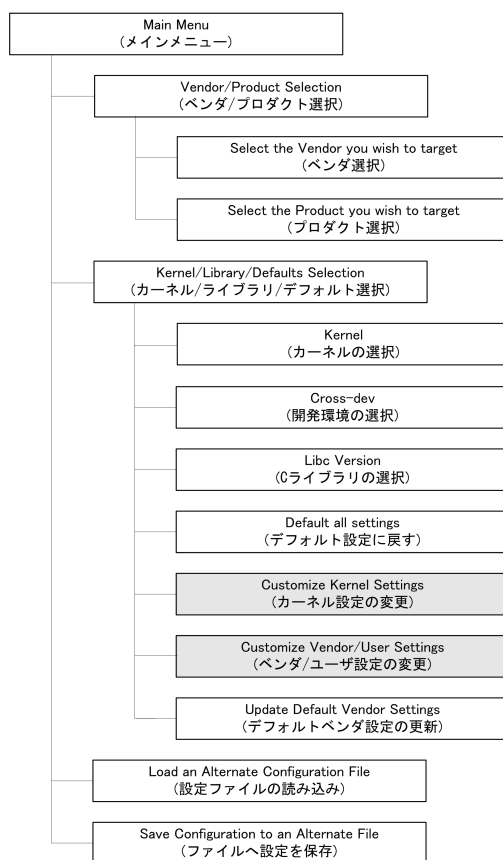 Main Menu
（メインメニュー）
Vendor/Product Selection
（ベンダ/プロダクト選択）
Select the Vendor you wish to target
（ベンダ選択）
Select the Product you wish to target
（プロダクト選択）
Kernel/Library/Defaults Selection
（カーネル/ライブラリ/デフォルト選択）
Kernel
（カーネルの選択）
Cross-dev
（開発環境の選択）
Libc Version
（Cライブラリの選択）
Default all settings
（デフォルト設定に戻す）
Customize Kernel Settings
（カーネル設定の変更）
Customize Vendor/User Settings
（ベンダ/ユーザ設定の変更）
Update Default Vendor Settings
（デフォルトベンダ設定の更新）
Load an Alternate Configuration File
（設定ファイルの読み込み）
Save Configuration to an Alternate File
（ファイルへ設定を保存）